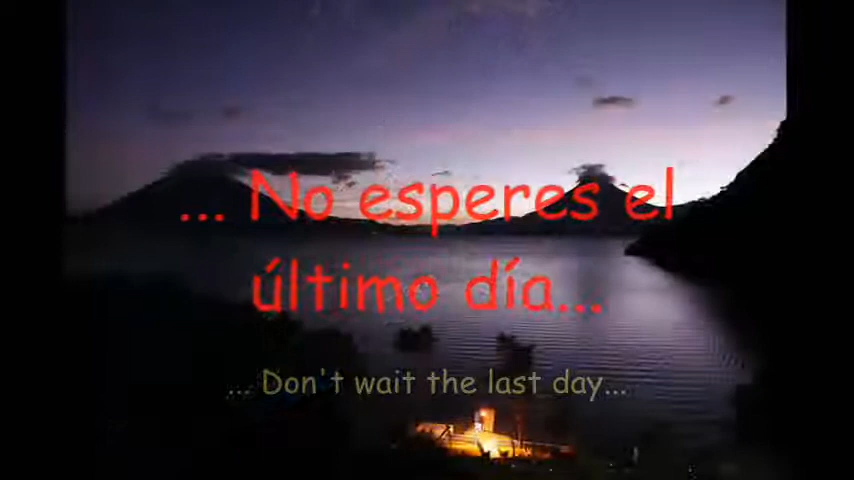 ... No esperes el
último día...
... Don't wait the last day...